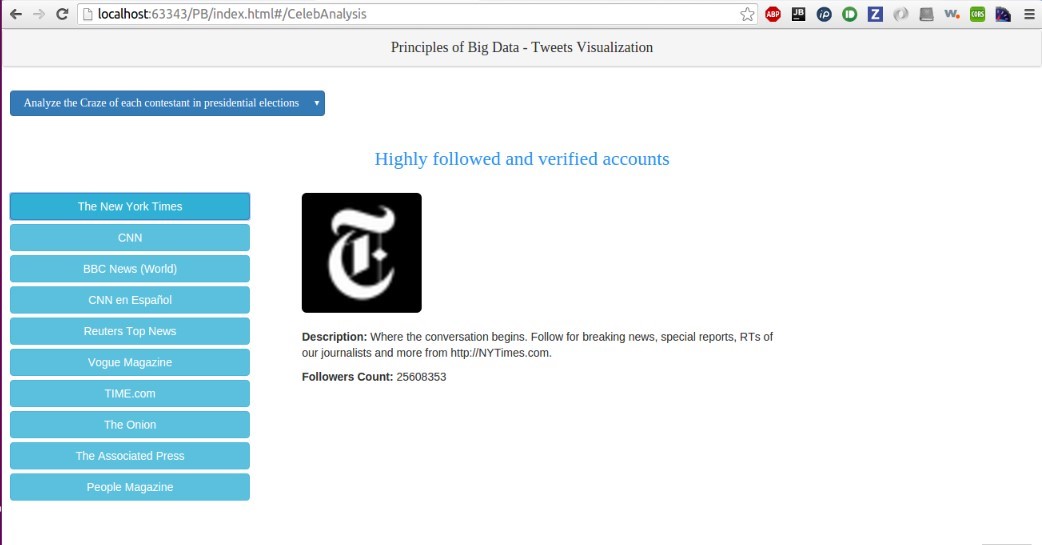 localhost:63343/PB/index.html#/CelebAnalysis
ABP
JB
iP
Z
w.
CORS
Principles of Big Data - Tweets Visualization
Analyze the Craze of each contestant in presidential elections
Highly followed and verified accounts
The New York Times
CNN
BBC News (World)
CNN en Español
Reuters Top News
Vogue Magazine
TIME.com
The Onion
The Associated Press
People Magazine
T
Description: Where the conversation begins. Follow for breaking news, special reports, RTs of
our journalists and more from http://NYTimes.com.
Followers Count: 25608353